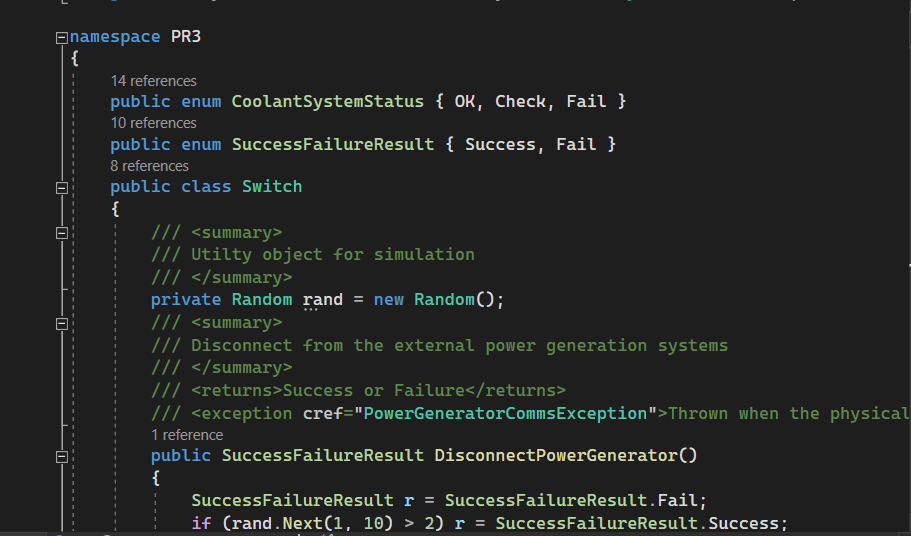 namespace PR3
{
14 references
public enum CoolantSystemStatus { OK, Check, Fail }
10 references
public enum SuccessFailureResult { Success, Fail }
8 references
public class Switch
{
/// <summary>
/// Utilty object for simulation
/// </summary>
private Random rand = new Random();
/// <summary>
/// Disconnect from the external power generation systems
/// </summary>
/// <returns>Success or Failure</returns>
/// <exception cref="PowerGeneratorCommsException">Thrown when the physical
1 reference
public SuccessFailureResult DisconnectPowerGenerator()
{
SuccessFailureResult r = SuccessFailureResult.Fail;
if (rand.Next(1, 10) > 2) r = SuccessFailureResult.Success;